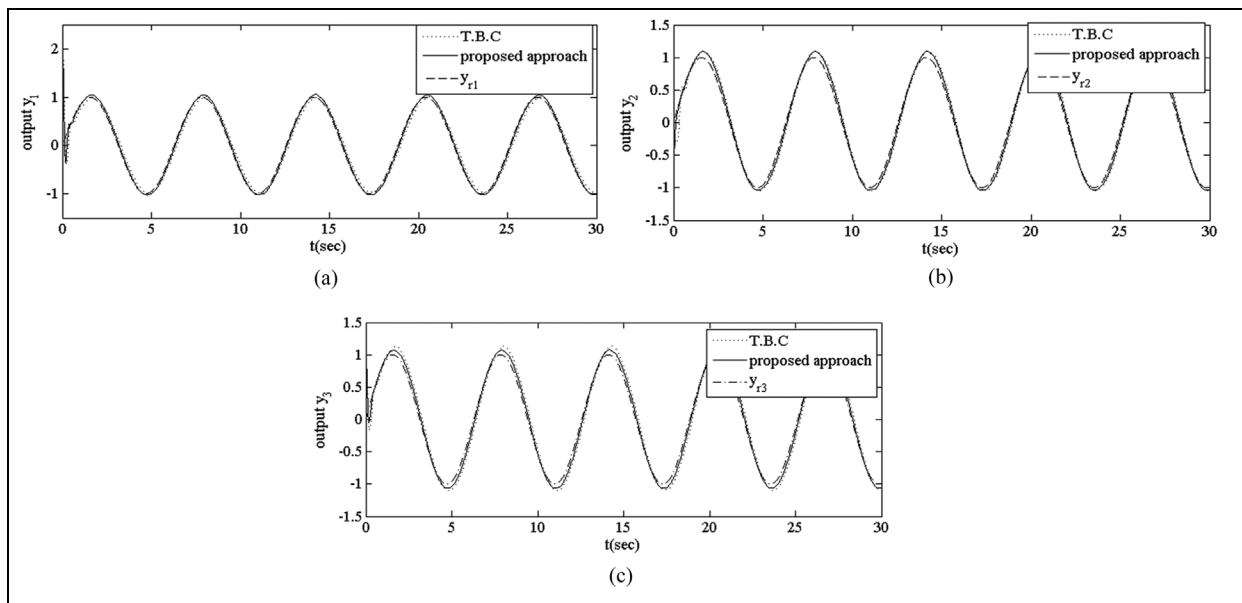 T.B.C
proposed approach
y_r1
output y_1
2
1
0
-1
0 5 10 15 20 25 30
t(sec)
(a)
T.B.C
proposed approach
y_r2
output y_2
1.5
1
0.5
0
-0.5
-1
-1.5
0 5 10 15 20 25 30
t(sec)
(b)
T.B.C
proposed approach
y_r3
output y_3
1.5
1
0.5
0
-0.5
-1
-1.5
0 5 10 15 20 25 30
t(sec)
(c)